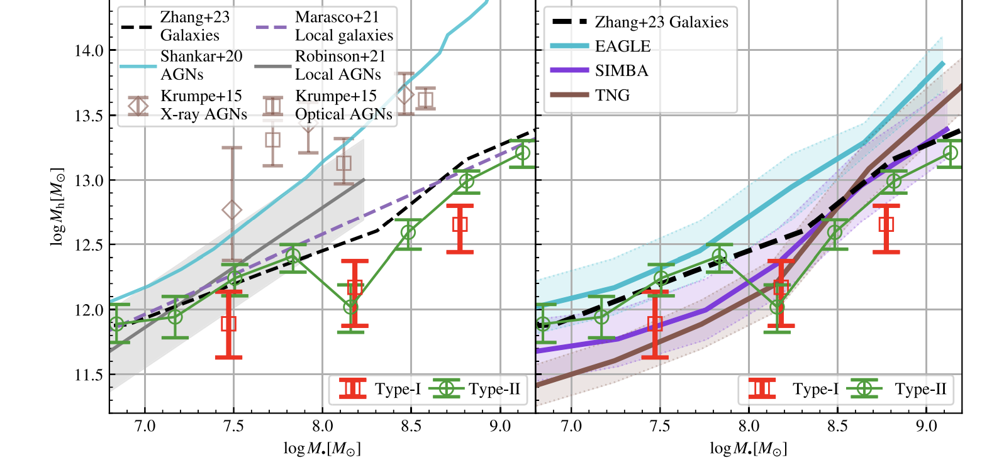 Zhang+23
Galaxies
Marasco+21
Local galaxies
Shankar+20
AGNs
Robinson+21
Local AGNs
Krumpe+15
X-ray AGNs
Krumpe+15
Optical AGNs
Zhang+23 Galaxies
EAGLE
SIMBA
TNG
14.0
13.5
13.0
12.5
12.0
11.5
log M_h[M_⊙]
Type-I Type-II
Type-I Type-II
7.0 7.5 8.0 8.5 9.0
7.0 7.5 8.0 8.5 9.0
log M_•[M_⊙]
log M_•[M_⊙]